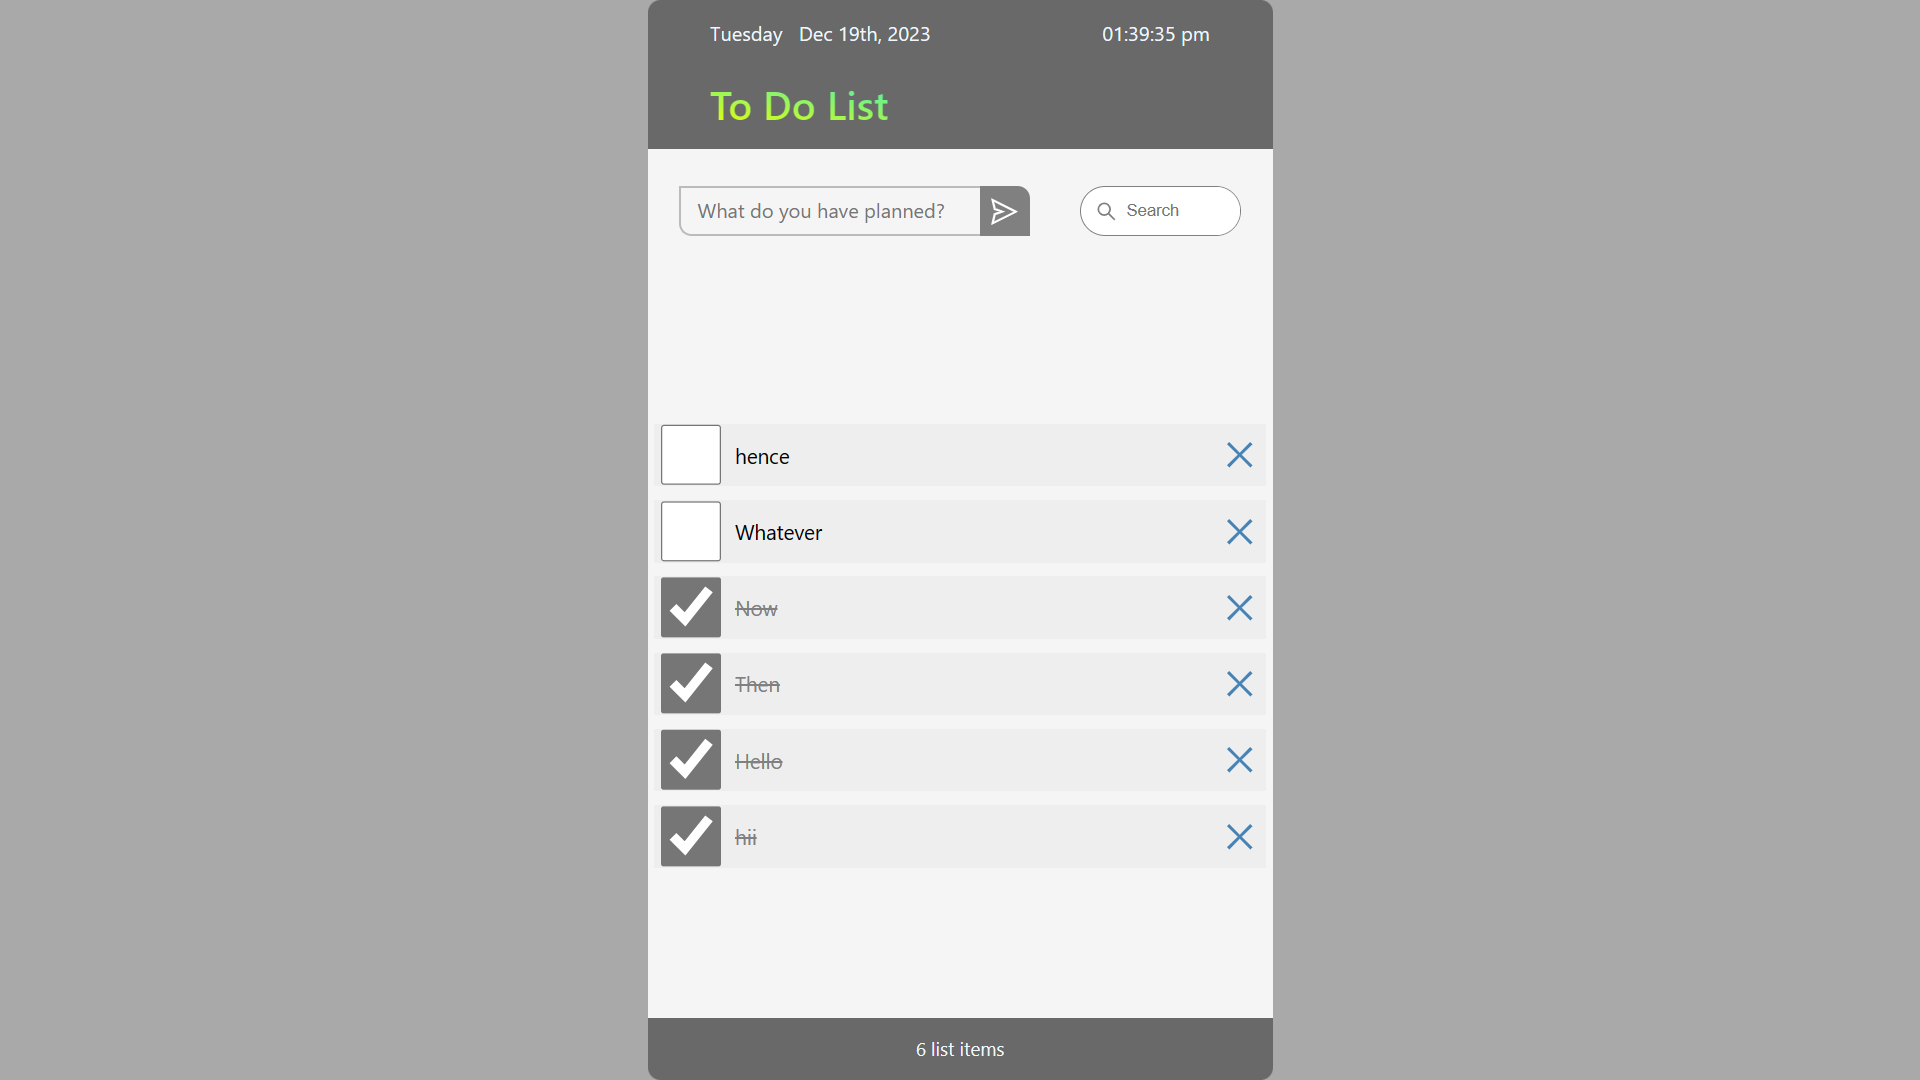 Tuesday Dec 19th, 2023 01:39:35 pm
To Do List
What do you have planned? Search
hence
Whatever
Now
Then
Hello
hii
6 list items